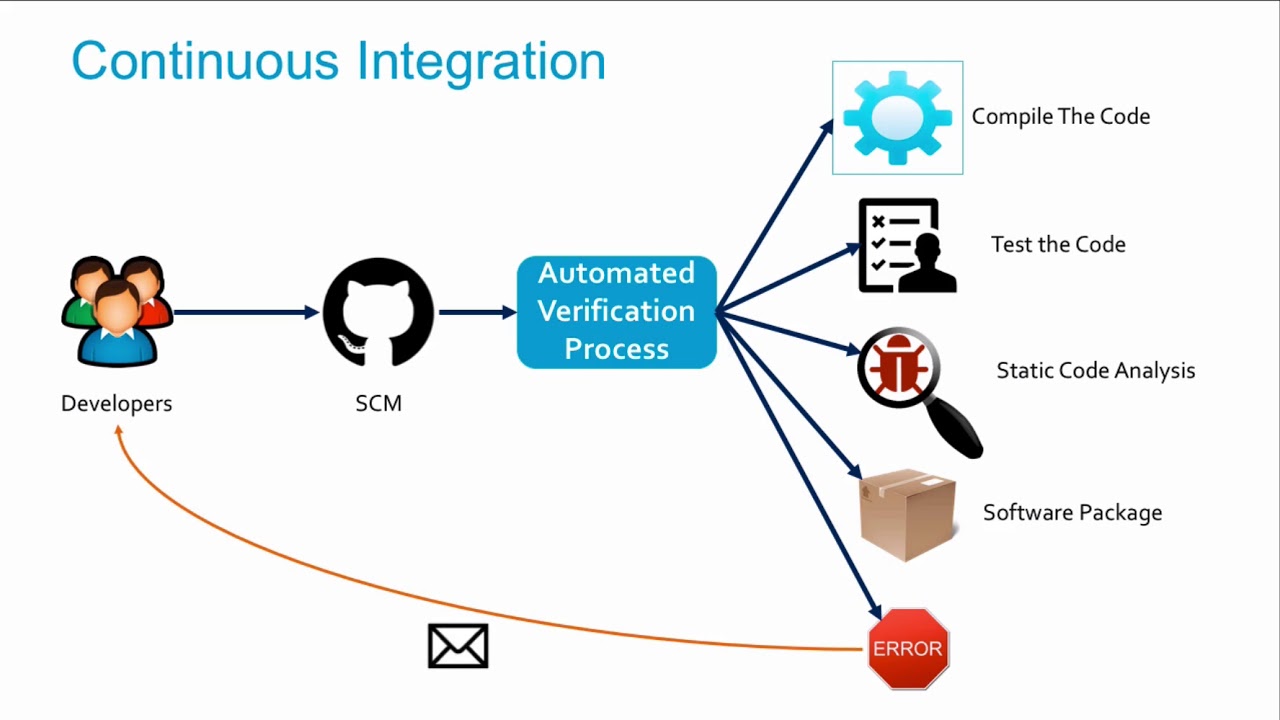 Continuous Integration
Compile The Code
Test the Code
Automated
Verification
Process
Static Code Analysis
Developers
SCM
Software Package
ERROR